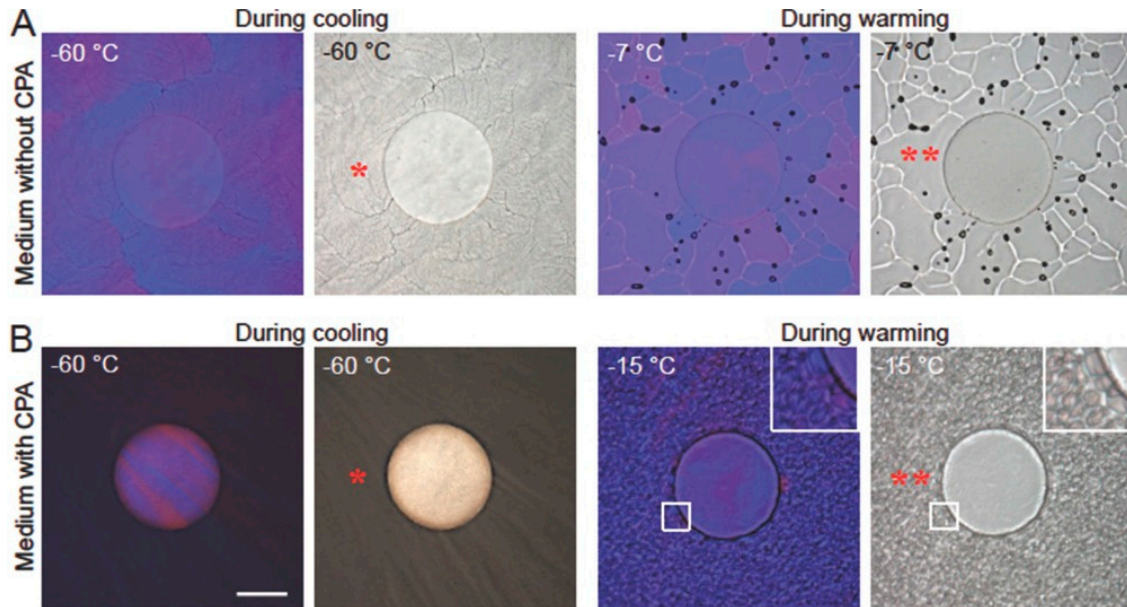 A
During cooling
During warming
Medium without CPA
-60 °C
-60 °C
-7 °C
-7 °C
*
**
B
During cooling
During warming
Medium with CPA
-60 °C
-60 °C
-15 °C
-15 °C
*
**